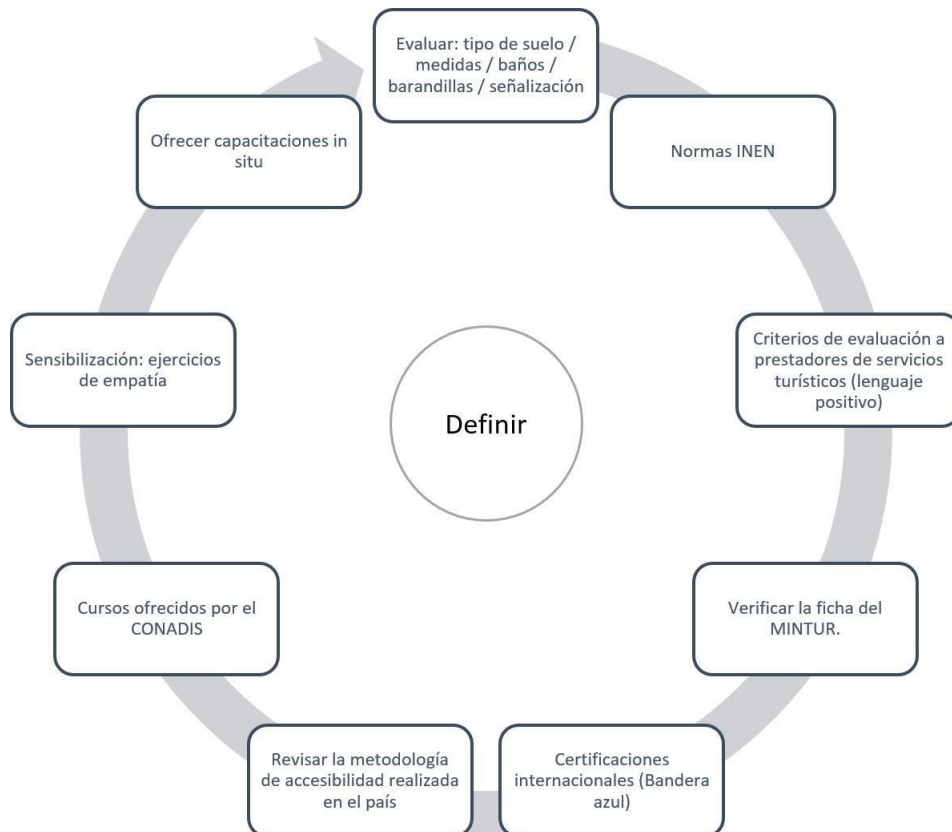 Evaluar: tipo de suelo /
medidas / baños /
barandillas / señalización
Normas INEN
Criterios de evaluación a
prestadores de servicios
turísticos (lenguaje
positivo)
Verificar la ficha del
MINTUR.
Certificaciones
internacionales (Bandera
azul)
Revisar la metodología
de accesibilidad realizada
en el país
Cursos ofrecidos por el
CONADIS
Sensibilización: ejercicios
de empatía
Ofrecer capacitaciones in
situ
Definir